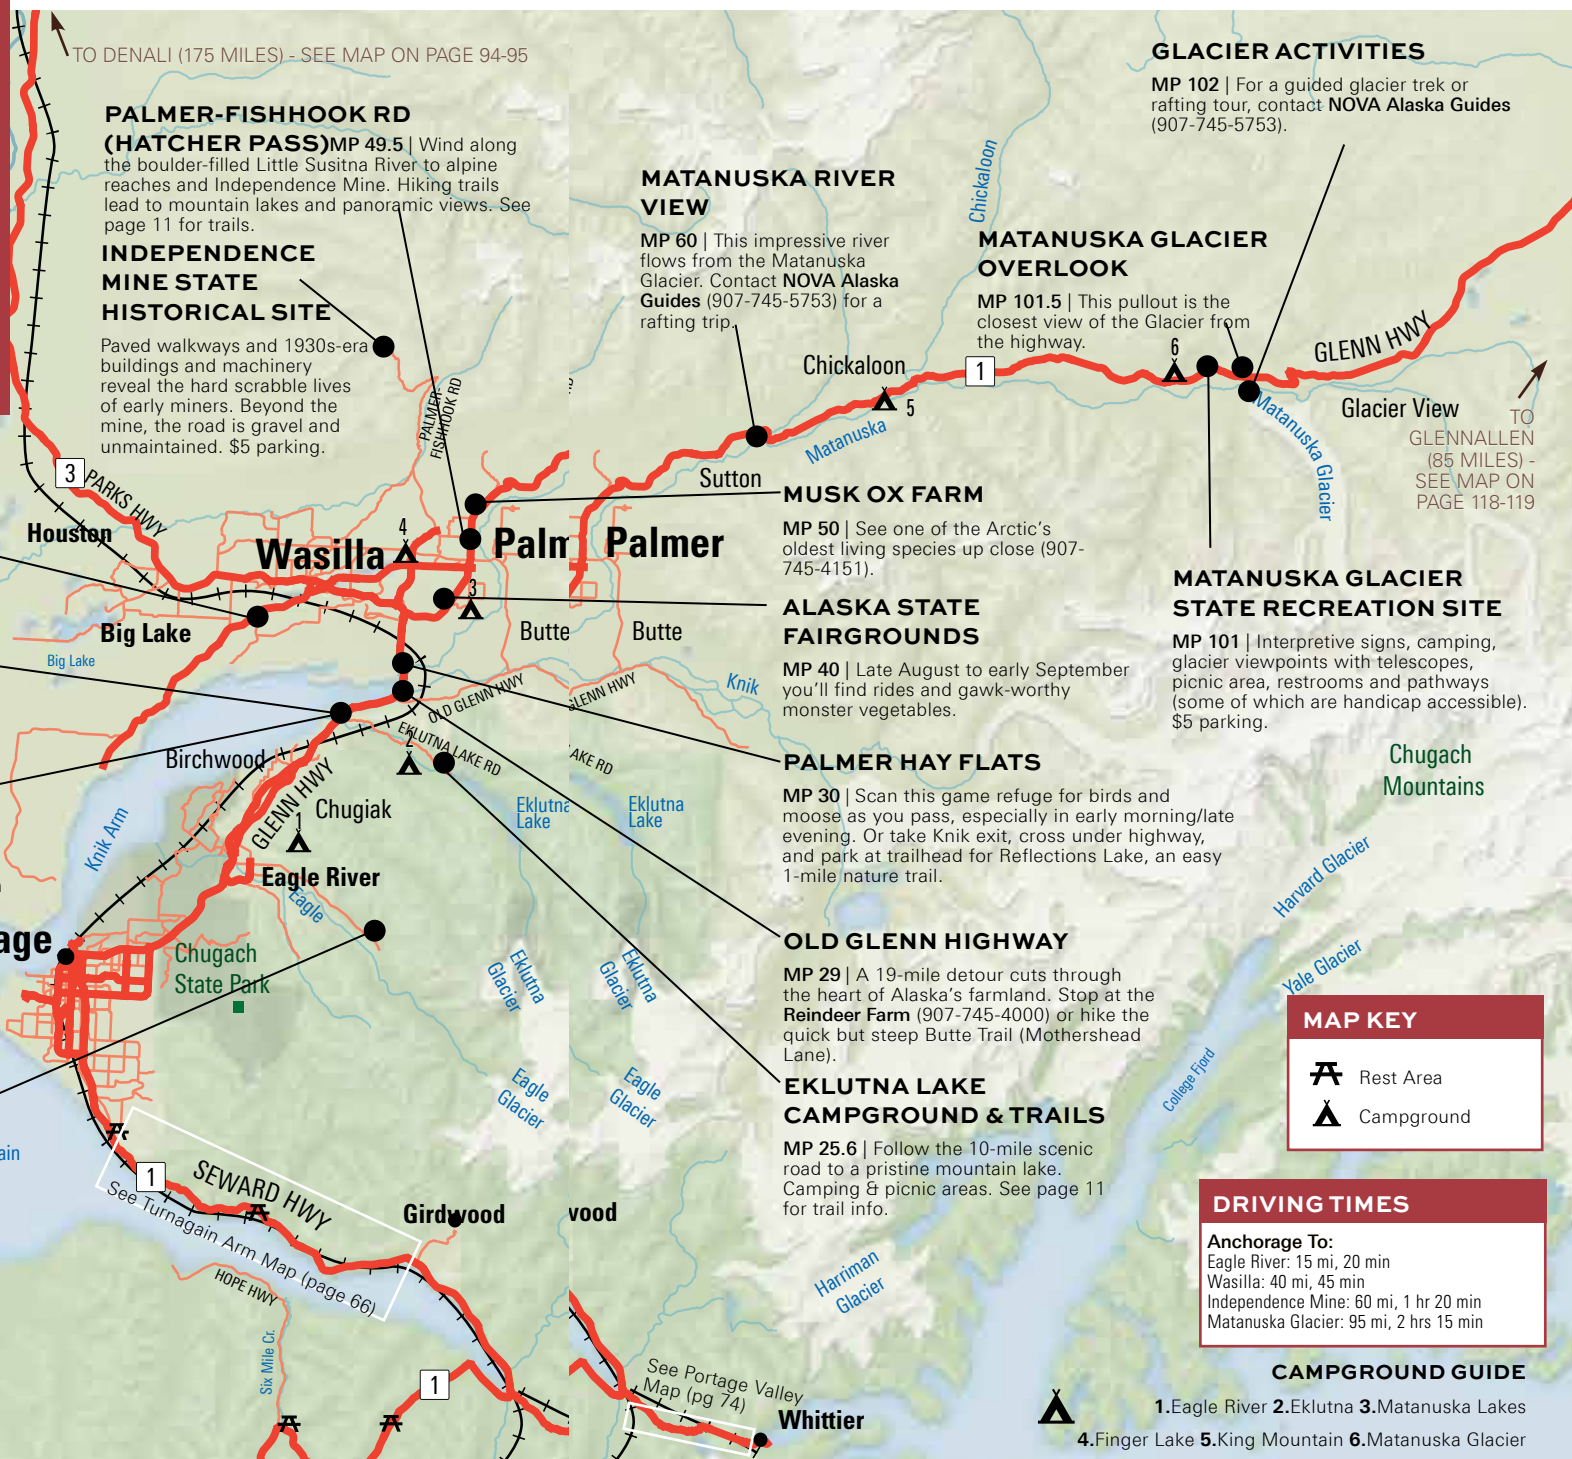 TO DENALI (175 MILES) - SEE MAP ON PAGE 94-95
PALMER-FISHHOOK RD
(HATCHER PASS)MP 49.5 | Wind along
the boulder-filled Little Susitna River to alpine
reaches and Independence Mine. Hiking trails
lead to mountain lakes and panoramic views. See
page 11 for trails.
INDEPENDENCE
MINE STATE
HISTORICAL SITE
Paved walkways and 1930s-era
buildings and machinery
reveal the hard scrabble lives
of early miners. Beyond the
mine, the road is gravel and
unmaintained. $5 parking.
MATANUSKA RIVER
VIEW
MP 60 | This impressive river
flows from the Matanuska
Glacier. Contact NOVA Alaska
Guides (907-745-5753) for a
rafting trip.
GLACIER ACTIVITIES
MP 102 | For a guided glacier trek or
rafting tour, contact NOVA Alaska Guides
(907-745-5753).
Chickaloon
MATANUSKA GLACIER
OVERLOOK
MP 101.5 | This pullout is the
closest view of the Glacier from
the highway.
6
GLENN HWY
Chickaloon
1
5
Matanuska
Matanuska Glacier
Glacier View
TO
GLENNALLEN
(85 MILES) -
SEE MAP ON
PAGE 118-119
PALMER-
FISHHOOK RD
3
PARKS HWY
Houston
Wasilla
4
Palm
Palmer
Sutton
3
Big Lake
Big Lake
Butte
Butte
Knik
OLD GLENN HWY
GLENN HWY
EKLUTNA LAKE RD
AKE RD
2
Birchwood
GLENN HWY
Chugiak
1
Knik Arm
Eklutna
Lake
Eklutna
Lake
Eagle River
Eagle
age
Chugach
State Park
Eklutna
Glacier
Eklutna
Glacier
Eagle
Glacier
Eagle
Glacier
ain
MUSK OX FARM
MP 50 | See one of the Arctic's
oldest living species up close (907-
745-4151).
ALASKA STATE
FAIRGROUNDS
MP 40 | Late August to early September
you'll find rides and gawk-worthy
monster vegetables.
PALMER HAY FLATS
MP 30 | Scan this game refuge for birds and
moose as you pass, especially in early morning/late
evening. Or take Knik exit, cross under highway,
and park at trailhead for Reflections Lake, an easy
1-mile nature trail.
OLD GLENN HIGHWAY
MP 29 | A 19-mile detour cuts through
the heart of Alaska's farmland. Stop at the
Reindeer Farm (907-745-4000) or hike the
quick but steep Butte Trail (Mothershead
Lane).
EKLUTNA LAKE
CAMPGROUND & TRAILS
MP 25.6 | Follow the 10-mile scenic
road to a pristine mountain lake.
Camping & picnic areas. See page 11
for trail info.
MATANUSKA GLACIER
STATE RECREATION SITE
MP 101 | Interpretive signs, camping,
glacier viewpoints with telescopes,
picnic area, restrooms and pathways
(some of which are handicap accessible).
$5 parking.
Chugach
Mountains
Harvard Glacier
Yale Glacier
College Fjord
Harriman
Glacier
1
SEWARD HWY
See Turnagain Arm Map (page 66)
Girdwood
vood
HOPE HWY
Six Mile Cr.
1
See Portage Valley
Map (pg 74)
Whittier
MAP KEY
Rest Area
Campground
DRIVING TIMES
Anchorage To:
Eagle River: 15 mi, 20 min
Wasilla: 40 mi, 45 min
Independence Mine: 60 mi, 1 hr 20 min
Matanuska Glacier: 95 mi, 2 hrs 15 min
CAMPGROUND GUIDE
1.Eagle River 2.Eklutna 3.Matanuska Lakes
4.Finger Lake 5.King Mountain 6.Matanuska Glacier